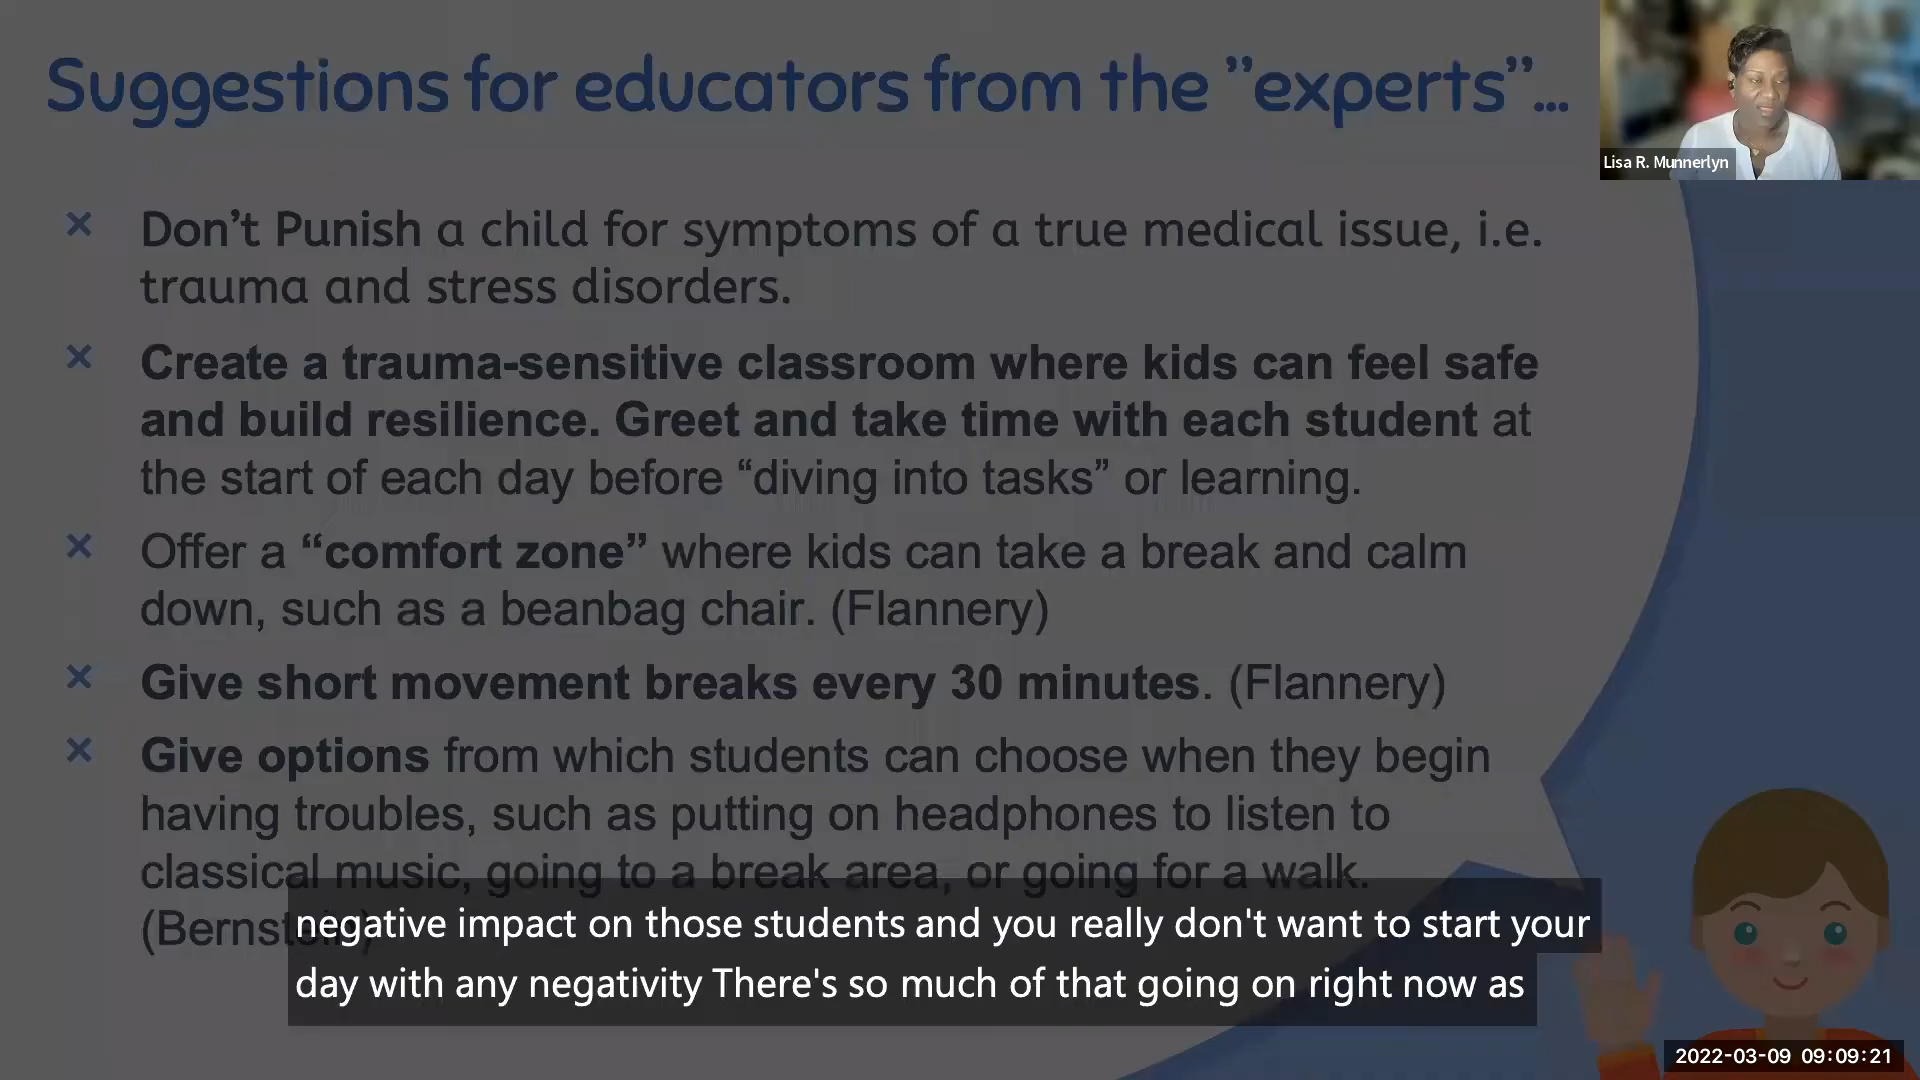 Suggestions for educators from the ”experts”...
Lisa R. Munnerlyn
× Don’t Punish a child for symptoms of a true medical issue, i.e.
trauma and stress disorders.
× Create a trauma-sensitive classroom where kids can feel safe
and build resilience. Greet and take time with each student at
the start of each day before “diving into tasks” or learning.
× Offer a “comfort zone” where kids can take a break and calm
down, such as a beanbag chair. (Flannery)
× Give short movement breaks every 30 minutes. (Flannery)
× Give options from which students can choose when they begin
having troubles, such as putting on headphones to listen to
classical music, going to a break area, or going for a walk.
(Bernstein)
negative impact on those students and you really don't want to start your
day with any negativity There's so much of that going on right now as
2022-03-09 09:09:21